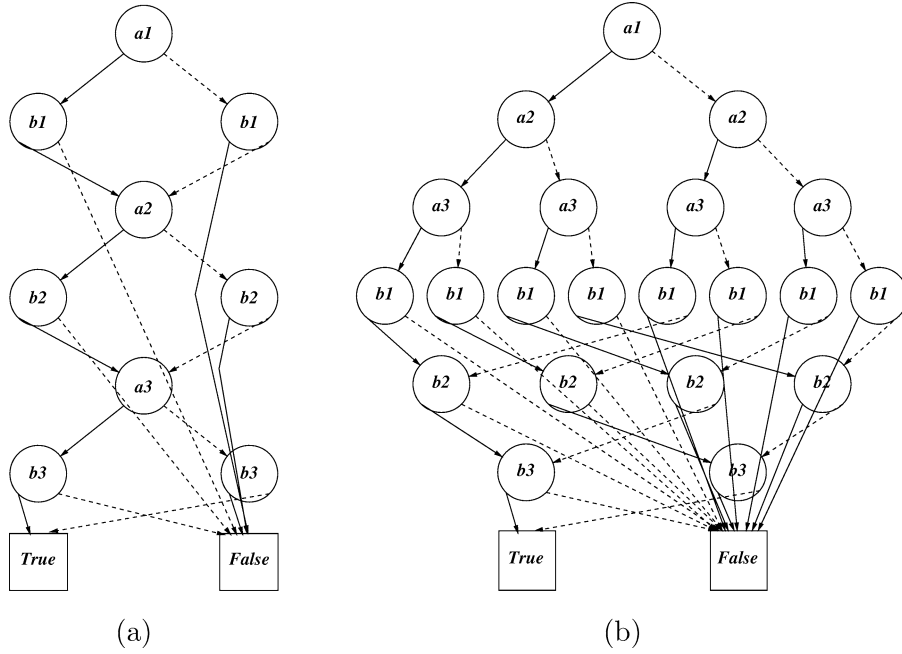 a1
b1 b1
a2
b2 b2
a3
b3 b3
True False
(a)
a1
a2 a2
a3 a3 a3 a3
b1 b1 b1 b1 b1 b1 b1 b1
b2 b2 b2 b2
b3 b3
True False
(b)